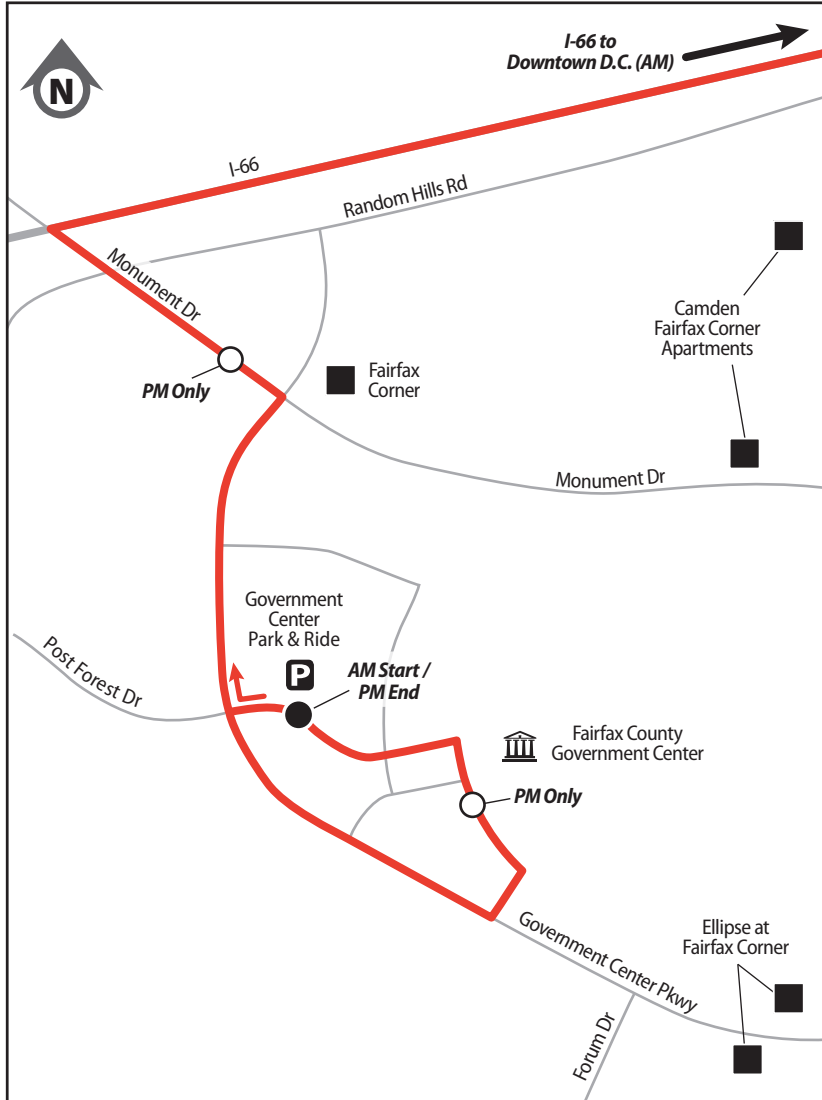 I-66 to
Downtown D.C. (AM)
N
I-66
Random Hills Rd
Monument Dr
Camden
Fairfax Corner
Apartments
PM Only
Fairfax
Corner
Monument Dr
Government
Center
Park & Ride
P
Post Forest Dr
AM Start /
PM End
Fairfax County
Government Center
PM Only
Government Center Pkwy
Ellipse at
Fairfax Corner
Forum Dr